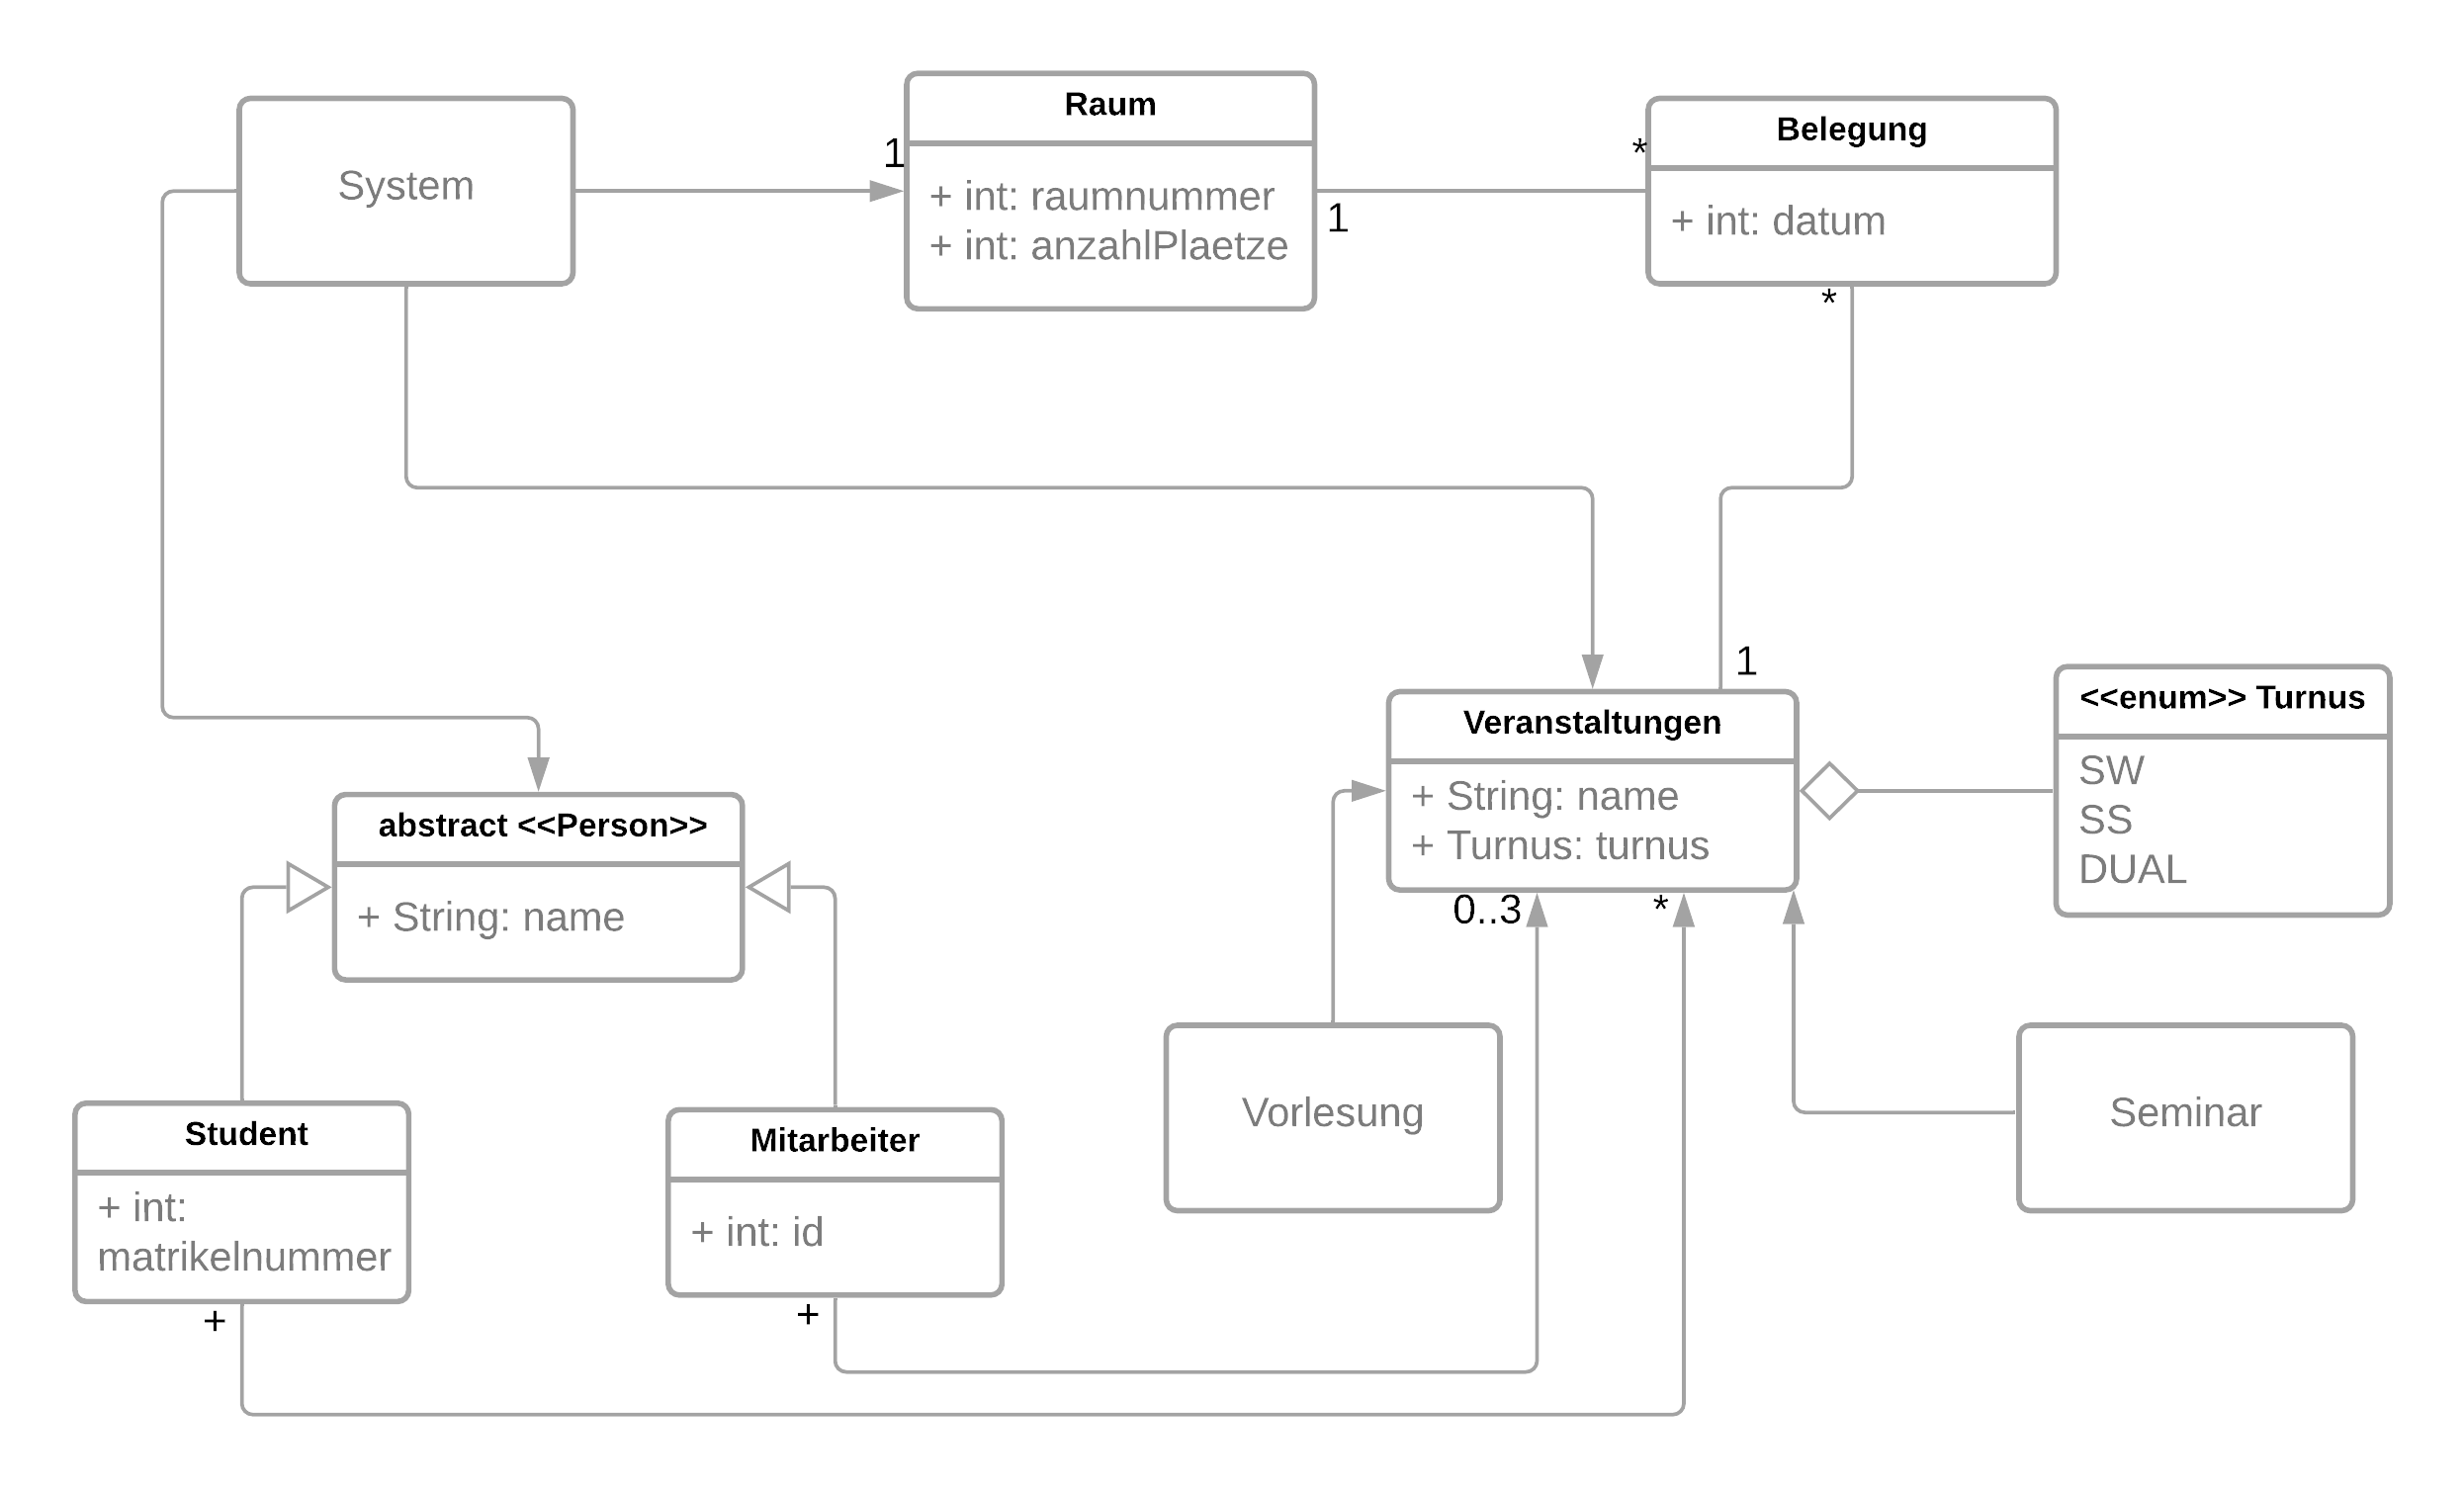 System
Raum
+ int: raumnummer
+ int: anzahlPlaetze
1
1
Belegung
+ int: datum
*
*
1
Veranstaltungen
+ String: name
+ Turnus: turnus
0..3
*
<<enum>> Turnus
SW
SS
DUAL
abstract <<Person>>
+ String: name
Student
+ int:
matrikelnummer
+
Mitarbeiter
+ int: id
+
Vorlesung
Seminar